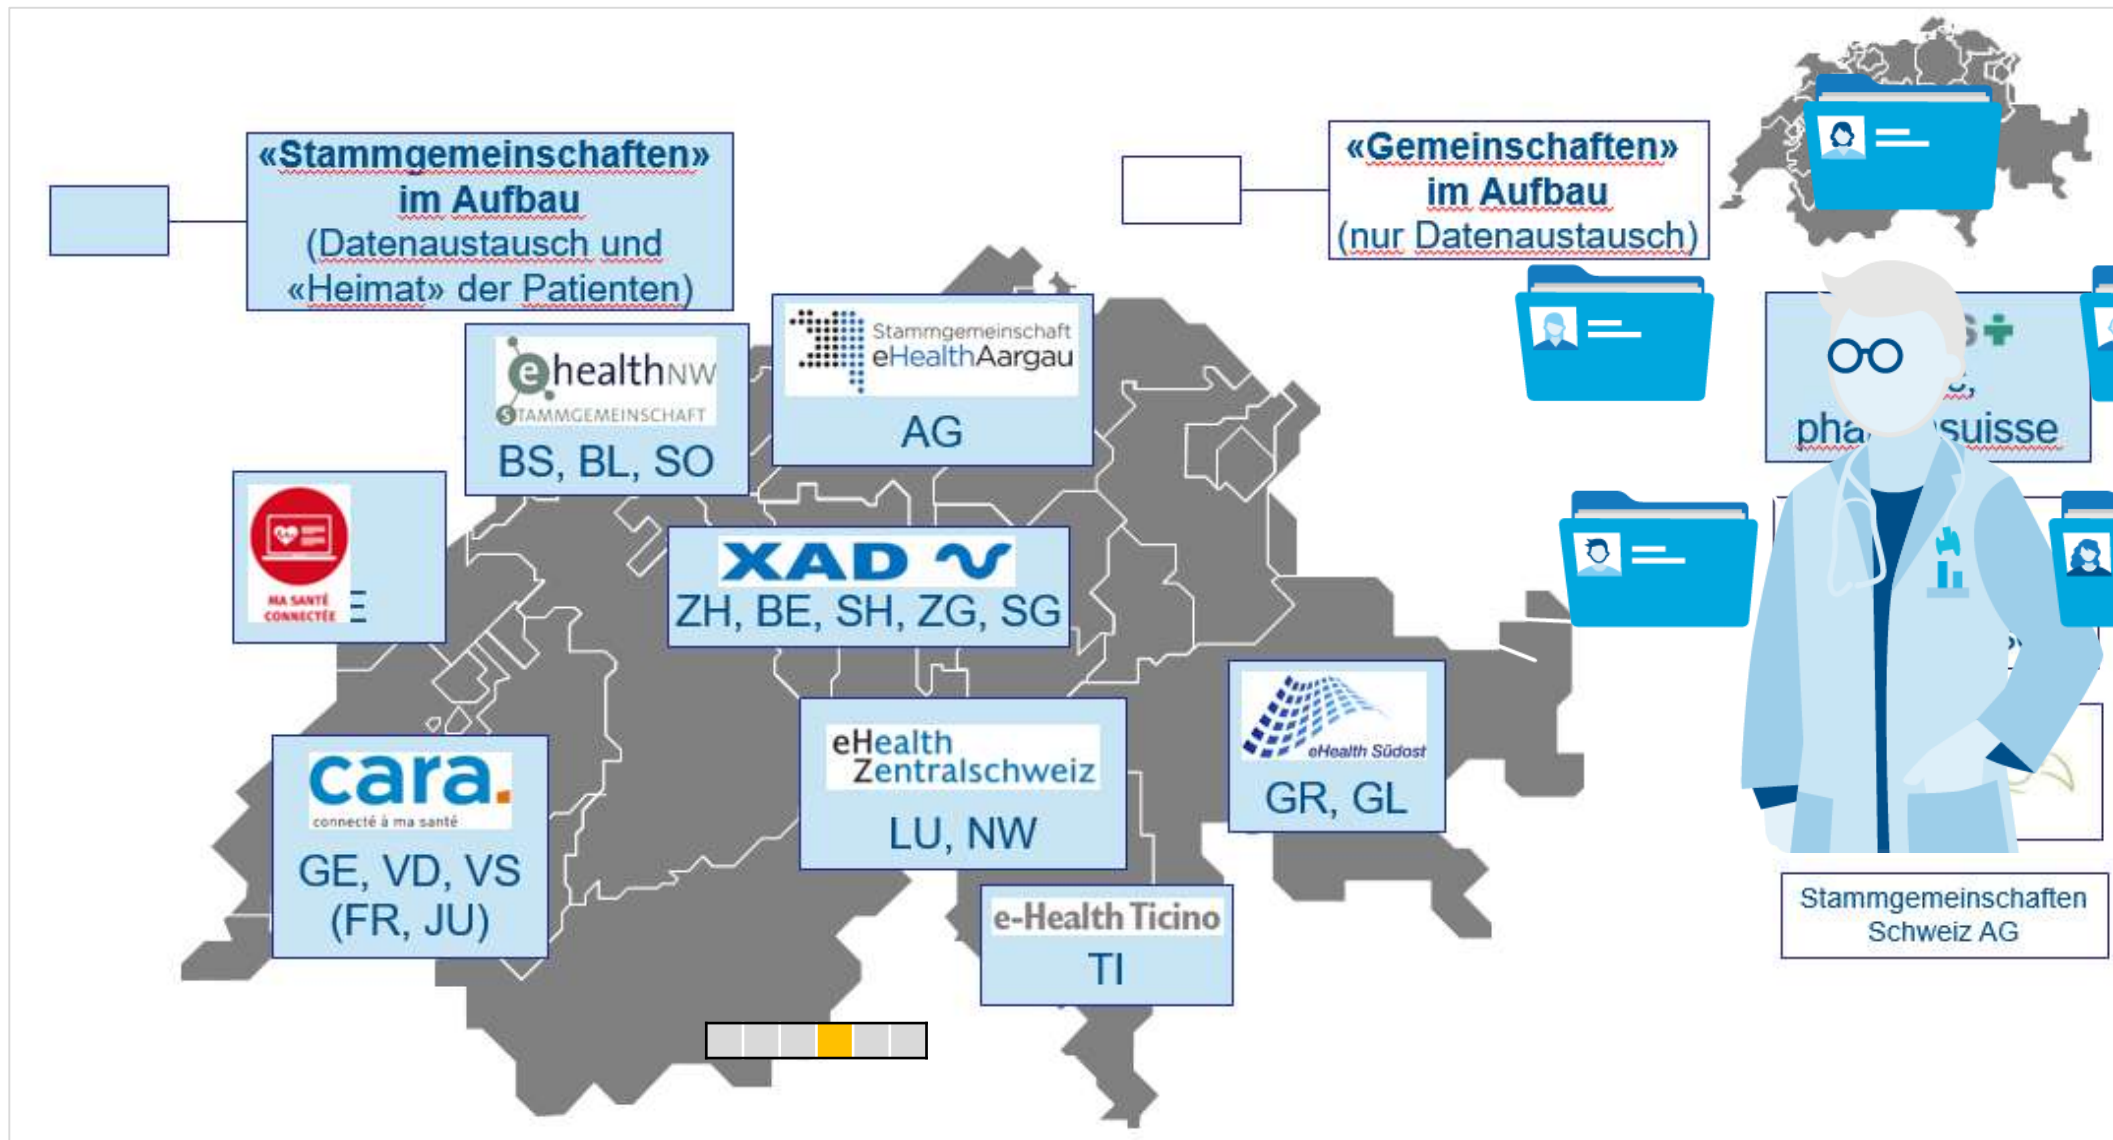 «Stammgemeinschaften»
im Aufbau
(Datenaustausch und
«Heimat» der Patienten)
«Gemeinschaften»
im Aufbau
(nur Datenaustausch)
ehealthNW
STAMMGEMEINSCHAFT
BS, BL, SO
Stammgemeinschaft
eHealthAargau
AG
MA SANTÉ
CONNECTÉE
XAD
ZH, BE, SH, ZG, SG
cara.
connecté à ma santé
GE, VD, VS
(FR, JU)
eHealth
Zentralschweiz
LU, NW
eHealth Südost
GR, GL
e-Health Ticino
TI
Stammgemeinschaften
Schweiz AG